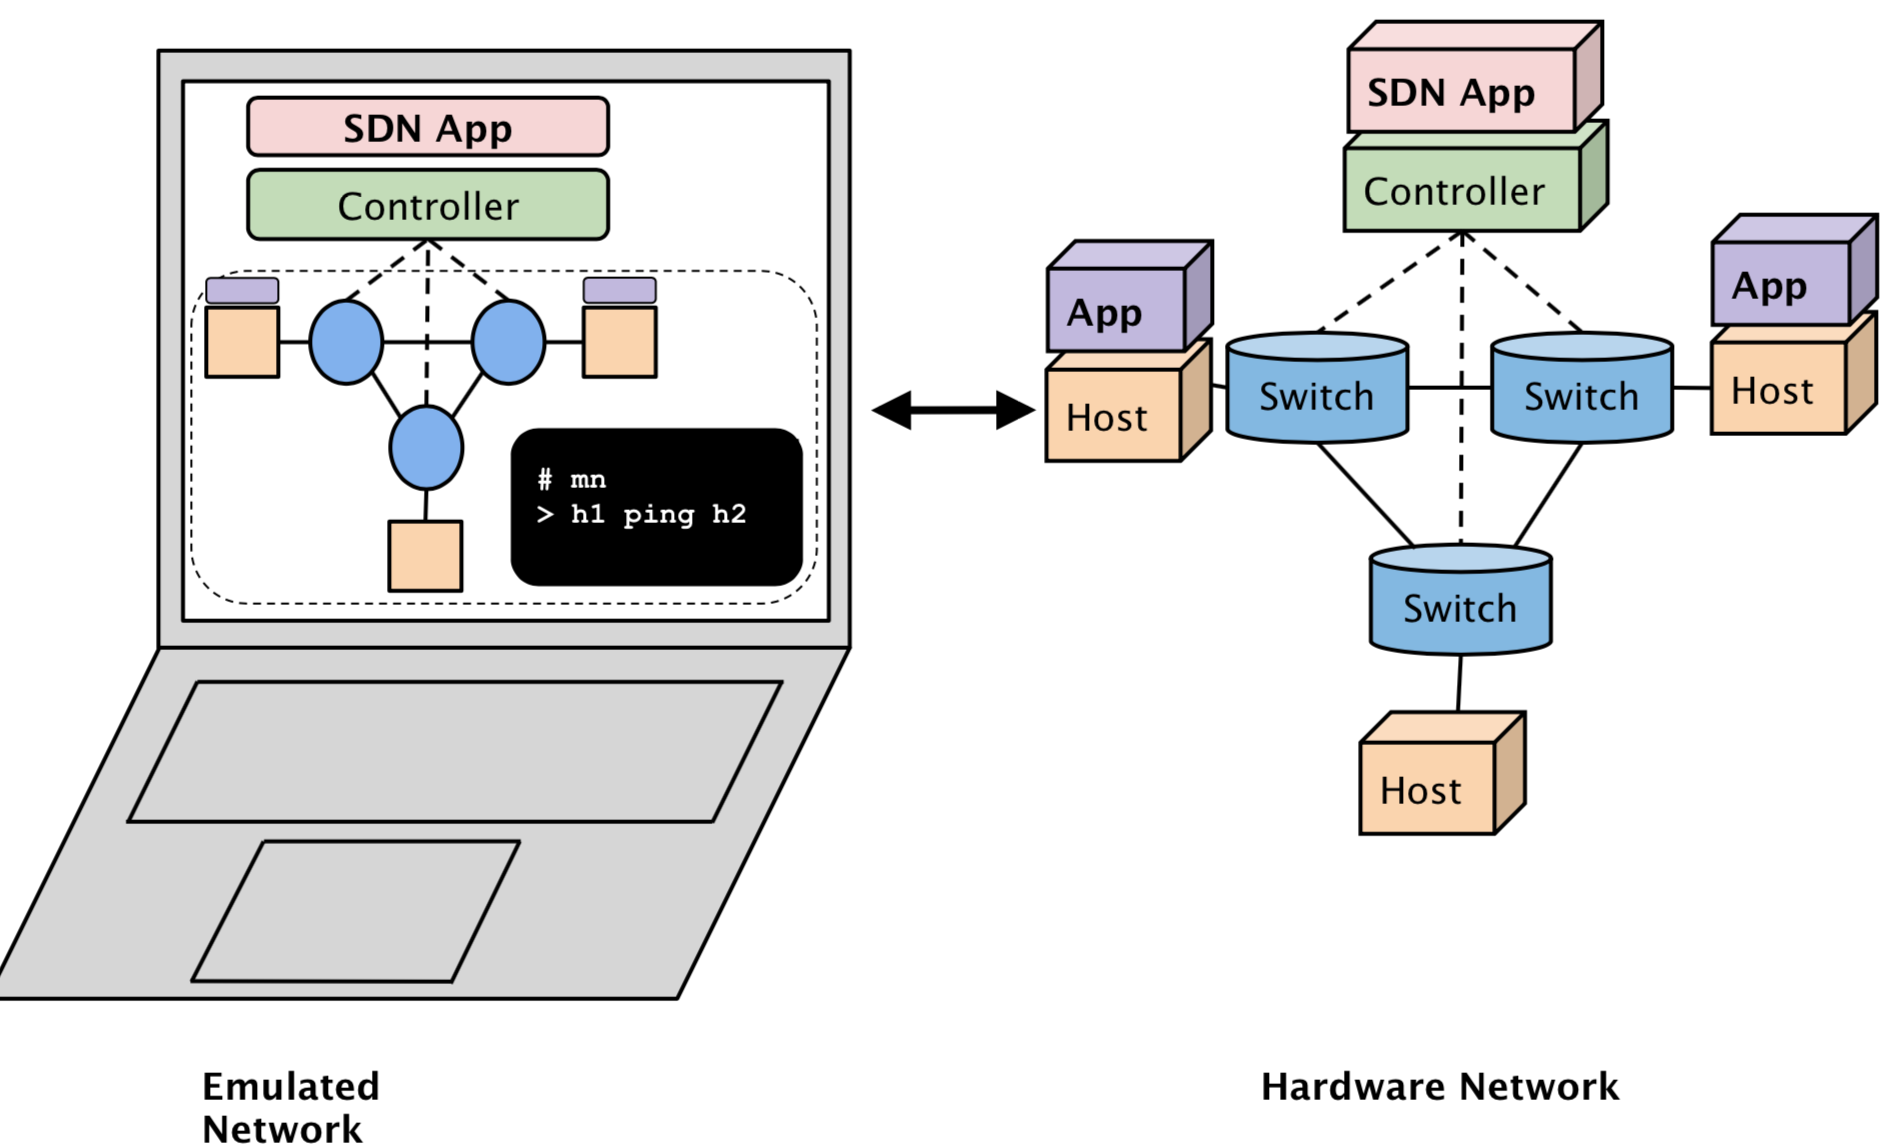 SDN App
Controller
# mn
> h1 ping h2
Emulated
Network
SDN App
Controller
App
Host
Switch
Switch
App
Host
Switch
Host
Hardware Network